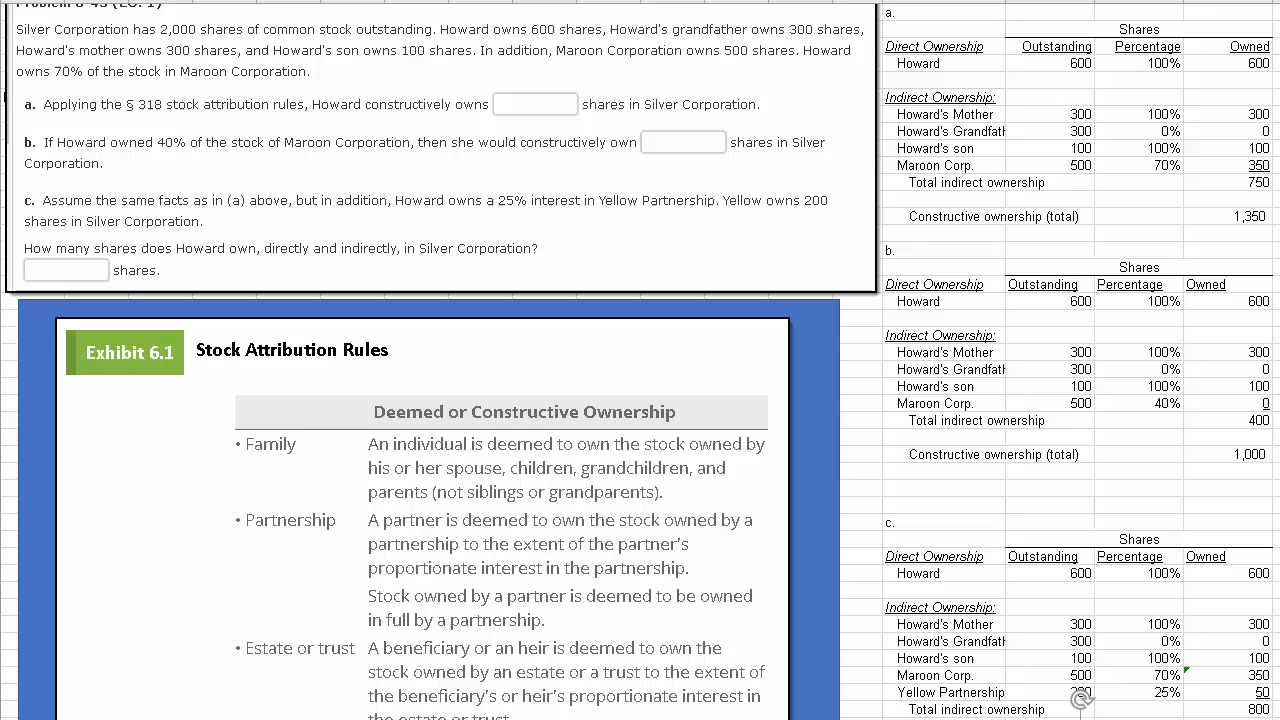 Silver Corporation has 2,000 shares of common stock outstanding. Howard owns 600 shares, Howard's grandfather owns 300 shares,
Howard's mother owns 300 shares, and Howard's son owns 100 shares. In addition, Maroon Corporation owns 500 shares. Howard
owns 70% of the stock in Maroon Corporation.
a. Applying the § 318 stock attribution rules, Howard constructively owns shares in Silver Corporation.
b. If Howard owned 40% of the stock of Maroon Corporation, then she would constructively own shares in Silver
Corporation.
c. Assume the same facts as in (a) above, but in addition, Howard owns a 25% interest in Yellow Partnership. Yellow owns 200
shares in Silver Corporation.
How many shares does Howard own, directly and indirectly, in Silver Corporation?
shares.
Exhibit 6.1 Stock Attribution Rules
Deemed or Constructive Ownership
• Family An individual is deemed to own the stock owned by
his or her spouse, children, grandchildren, and
parents (not siblings or grandparents).
• Partnership A partner is deemed to own the stock owned by a
partnership to the extent of the partner's
proportionate interest in the partnership.
Stock owned by a partner is deemed to be owned
in full by a partnership.
• Estate or trust A beneficiary or an heir is deemed to own the
stock owned by an estate or a trust to the extent of
the beneficiary's or heir's proportionate interest in
the estate or trust.
a.
Shares
Direct Ownership Outstanding Percentage Owned
Howard 600 100% 600
Indirect Ownership:
Howard's Mother 300 100% 300
Howard's Grandfatl 300 0% 0
Howard's son 100 100% 100
Maroon Corp. 500 70% 350
Total indirect ownership 750
Constructive ownership (total) 1,350
b.
Shares
Direct Ownership Outstanding Percentage Owned
Howard 600 100% 600
Indirect Ownership:
Howard's Mother 300 100% 300
Howard's Grandfatl 300 0% 0
Howard's son 100 100% 100
Maroon Corp. 500 40% 0
Total indirect ownership 400
Constructive ownership (total) 1,000
c.
Shares
Direct Ownership Outstanding Percentage Owned
Howard 600 100% 600
Indirect Ownership:
Howard's Mother 300 100% 300
Howard's Grandfatl 300 0% 0
Howard's son 100 100% 100
Maroon Corp. 500 70% 350
Yellow Partnership 25% 50
Total indirect ownership 800